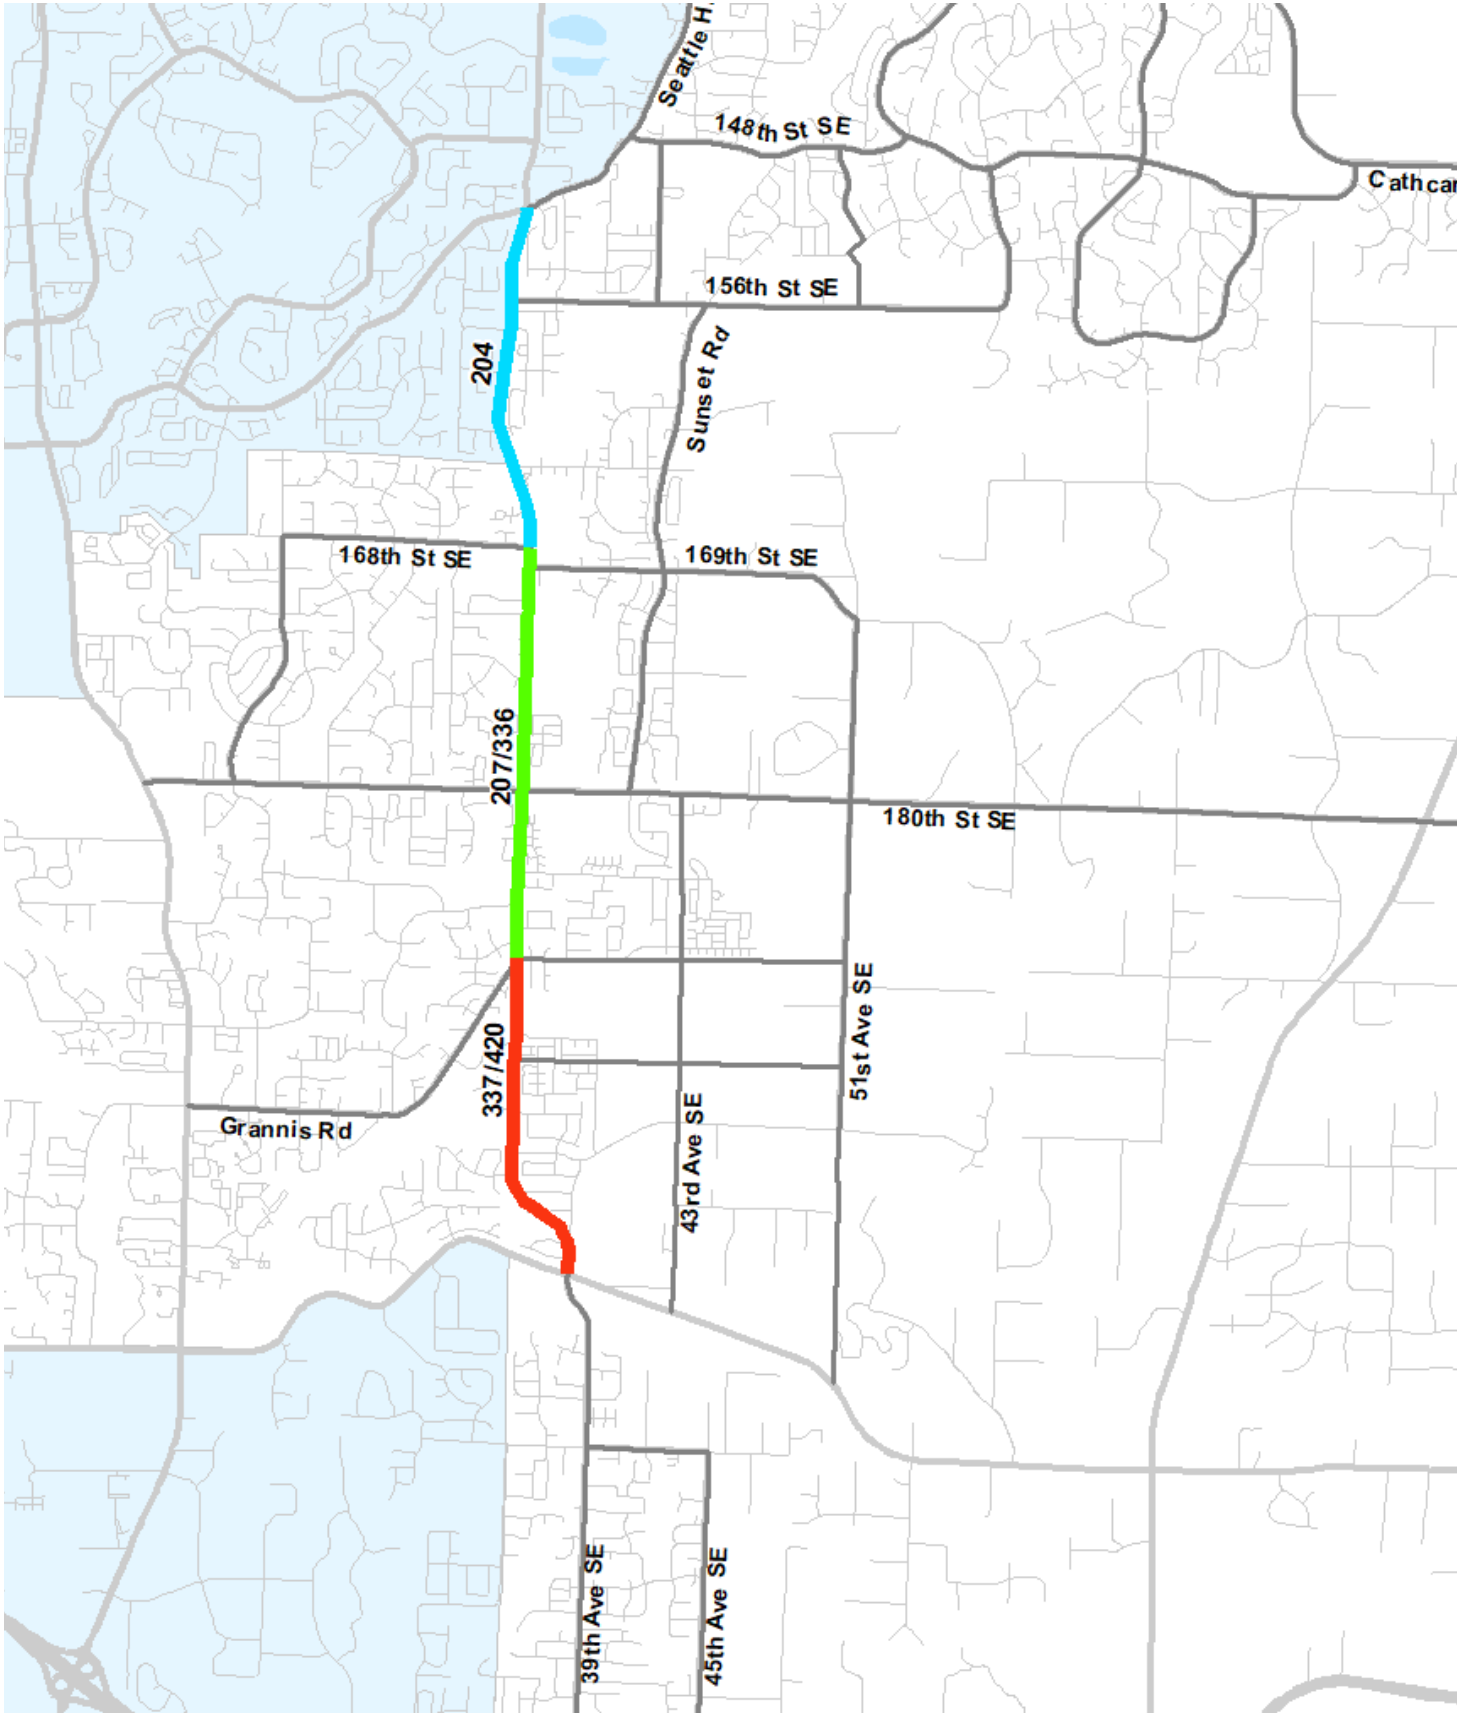 Seattle H
148th St SE
Cathcar
156th St SE
204
Sunset Rd
168th St SE
169th St SE
207/336
180th St SE
51st Ave SE
337/420
43rd Ave SE
Grannis Rd
39th Ave SE
45th Ave SE